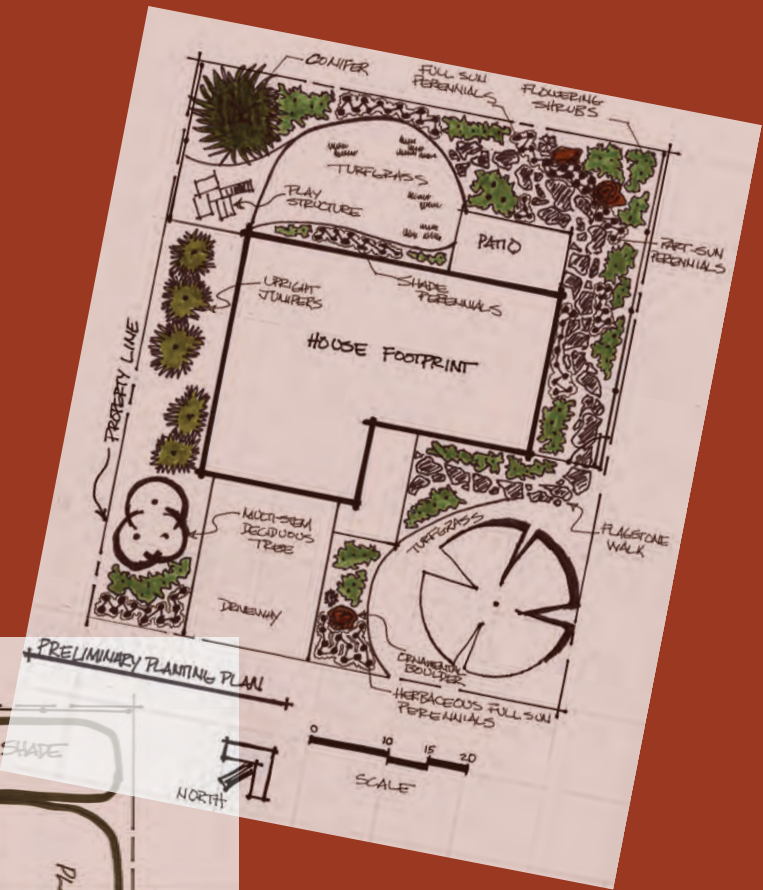 CONIFER
FULL SUN
PERENNIALS
FLOWERING
SHRUBS
TURFGRASS
PLAY
STRUCTURE
PATIO
PART-SUN
PERENNIALS
SHADE
PERENNIALS
UPRIGHT
JUNIPERS
HOUSE FOOTPRINT
PROPERTY LINE
MULTI-STEM
DECIDUOUS
TREE
TURFGRASS
FLAGSTONE
WALK
DRIVEWAY
ORNAMENTAL
BOULDER
HERBACEOUS FULL SUN
PERENNIALS
PRELIMINARY PLANTING PLAN
0 10 15 20
SCALE
NORTH
SHADE